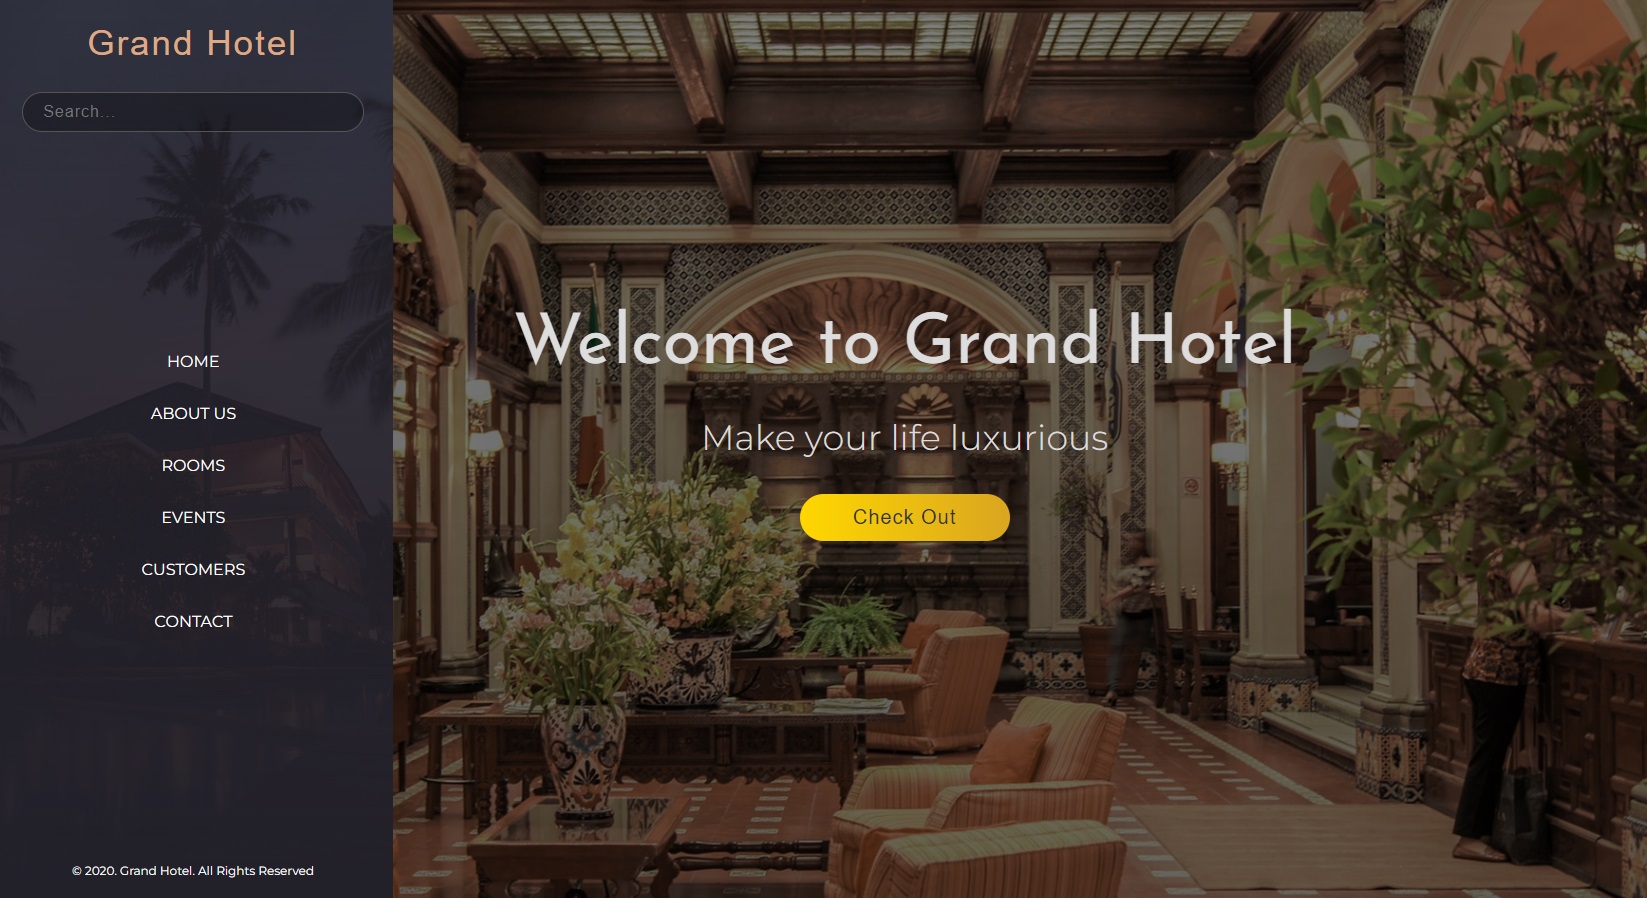 Grand Hotel
Search...
HOME
ABOUT US
ROOMS
EVENTS
CUSTOMERS
CONTACT
© 2020. Grand Hotel. All Rights Reserved
Welcome to Grand Hotel
Make your life luxurious
Check Out